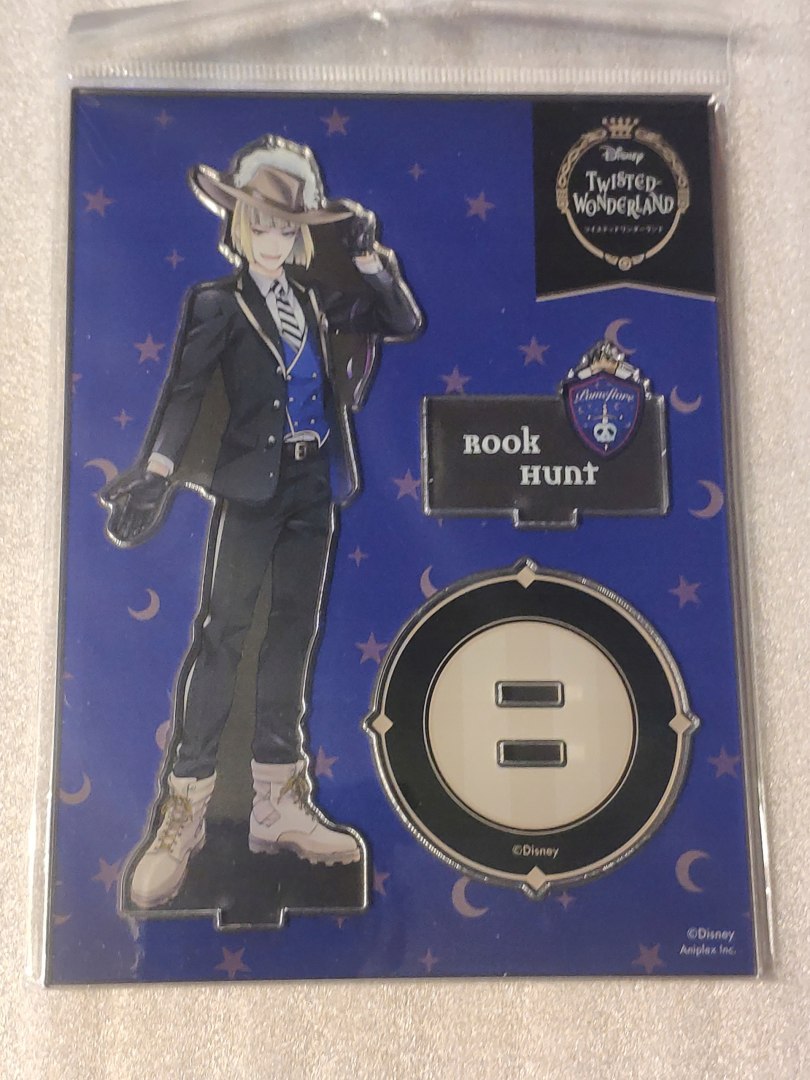 Disney
TWISTED-
WONDERLAND
ツイステッドワンダーランド
Pomefiore
ROOK
HUNT
©Disney
©Disney
Aniplex Inc.